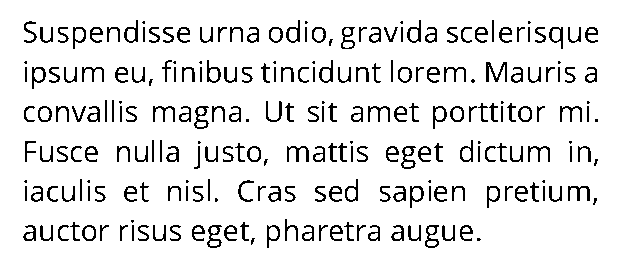 Suspendisse urna odio, gravida scelerisque
ipsum eu, finibus tincidunt lorem. Mauris a
convallis magna. Ut sit amet porttitor mi.
Fusce nulla justo, mattis eget dictum in,
iaculis et nisl. Cras sed sapien pretium,
auctor risus eget, pharetra augue.